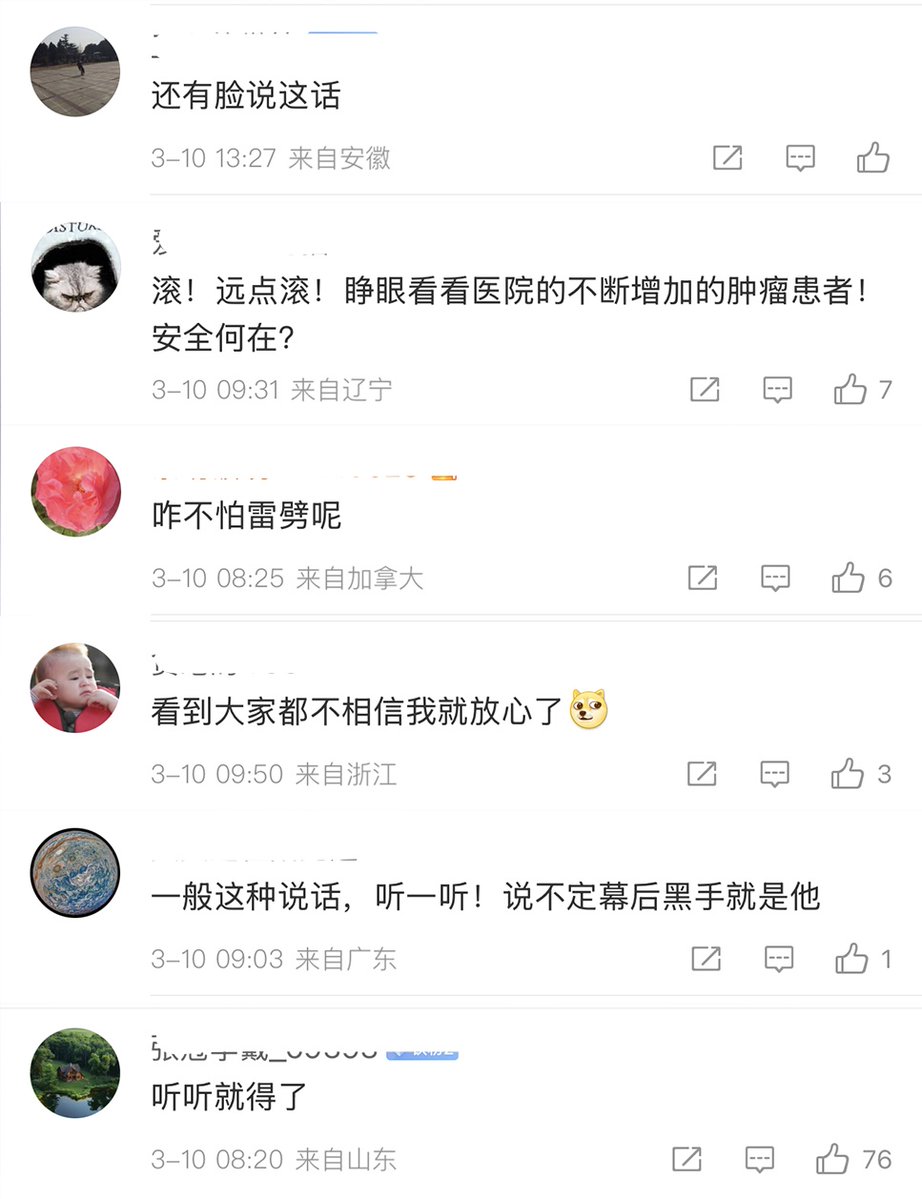 还有脸说这话
3-10 13:27 来自安徽
滚！远点滚！睁眼看看医院的不断增加的肿瘤患者！
安全何在？
3-10 09:31 来自辽宁
7
咋不怕雷劈呢
3-10 08:25 来自加拿大
6
看到大家都不相信我就放心了
3-10 09:50 来自浙江
3
一般这种说话，听一听！说不定幕后黑手就是他
3-10 09:03 来自广东
1
听听就得了
3-10 08:20 来自山东
76